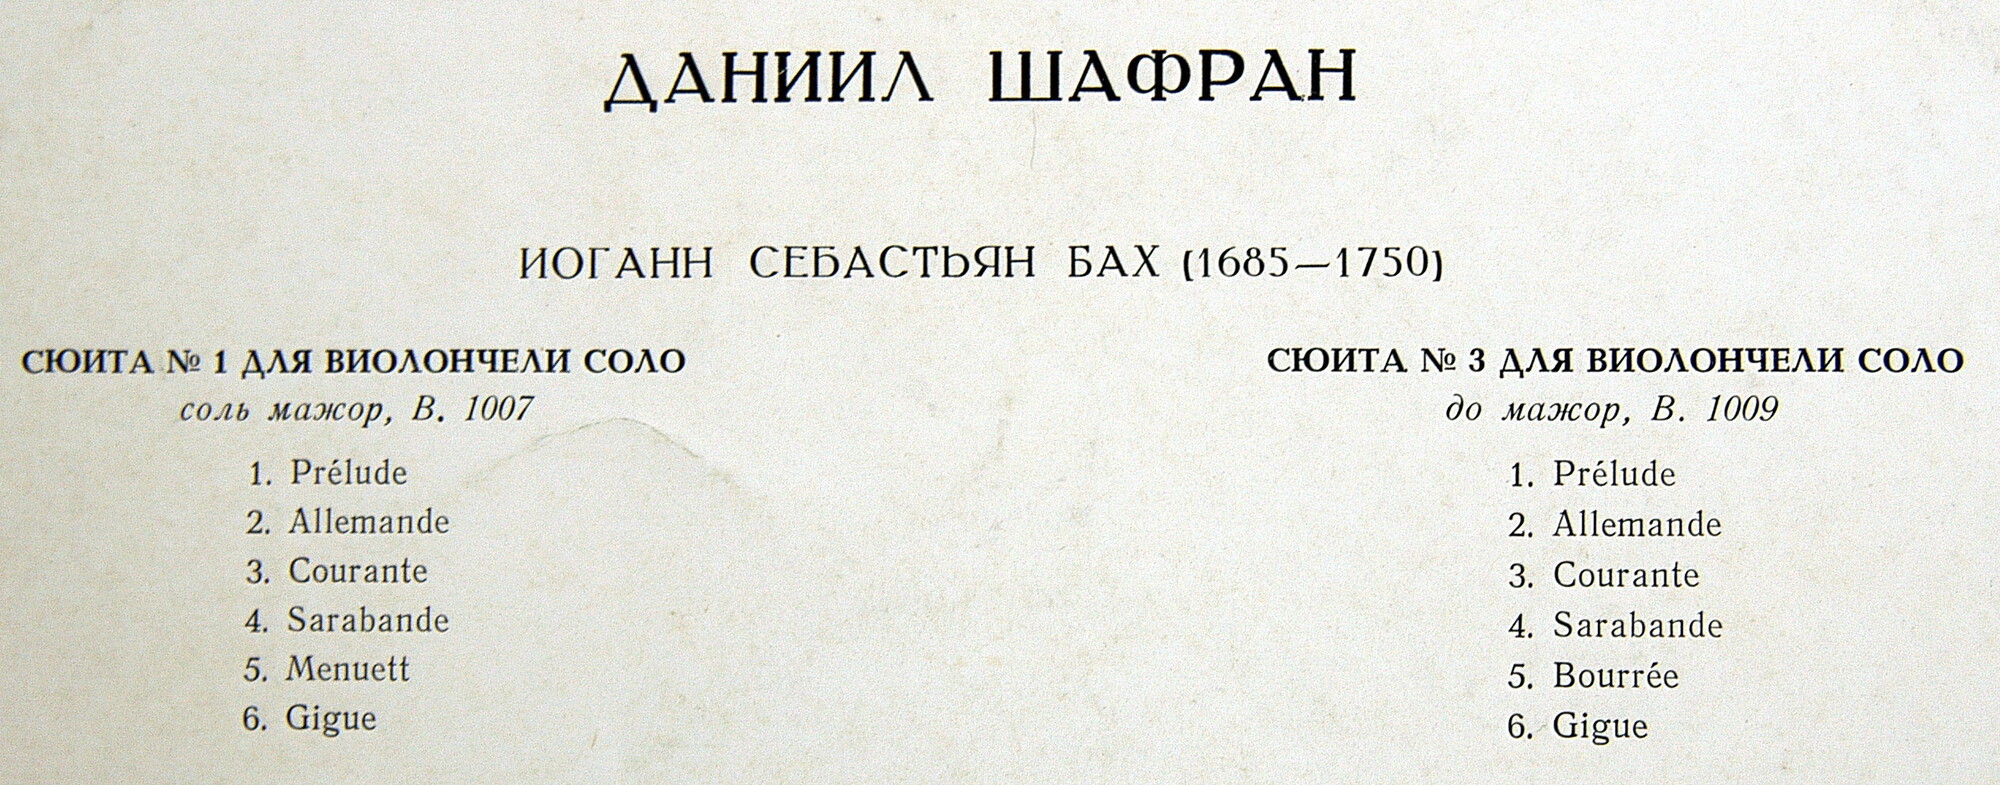 ДАНИИЛ ШАФРАН
ИОГАНН СЕБАСТЬЯН БАХ (1685—1750)
СЮИТА № 1 ДЛЯ ВИОЛОНЧЕЛИ СОЛО
соль мажор, В. 1007
1. Prélude
2. Allemande
3. Courante
4. Sarabande
5. Menuett
6. Gigue
СЮИТА № 3 ДЛЯ ВИОЛОНЧЕЛИ СОЛО
до мажор, В. 1009
1. Prélude
2. Allemande
3. Courante
4. Sarabande
5. Bourrée
6. Gigue